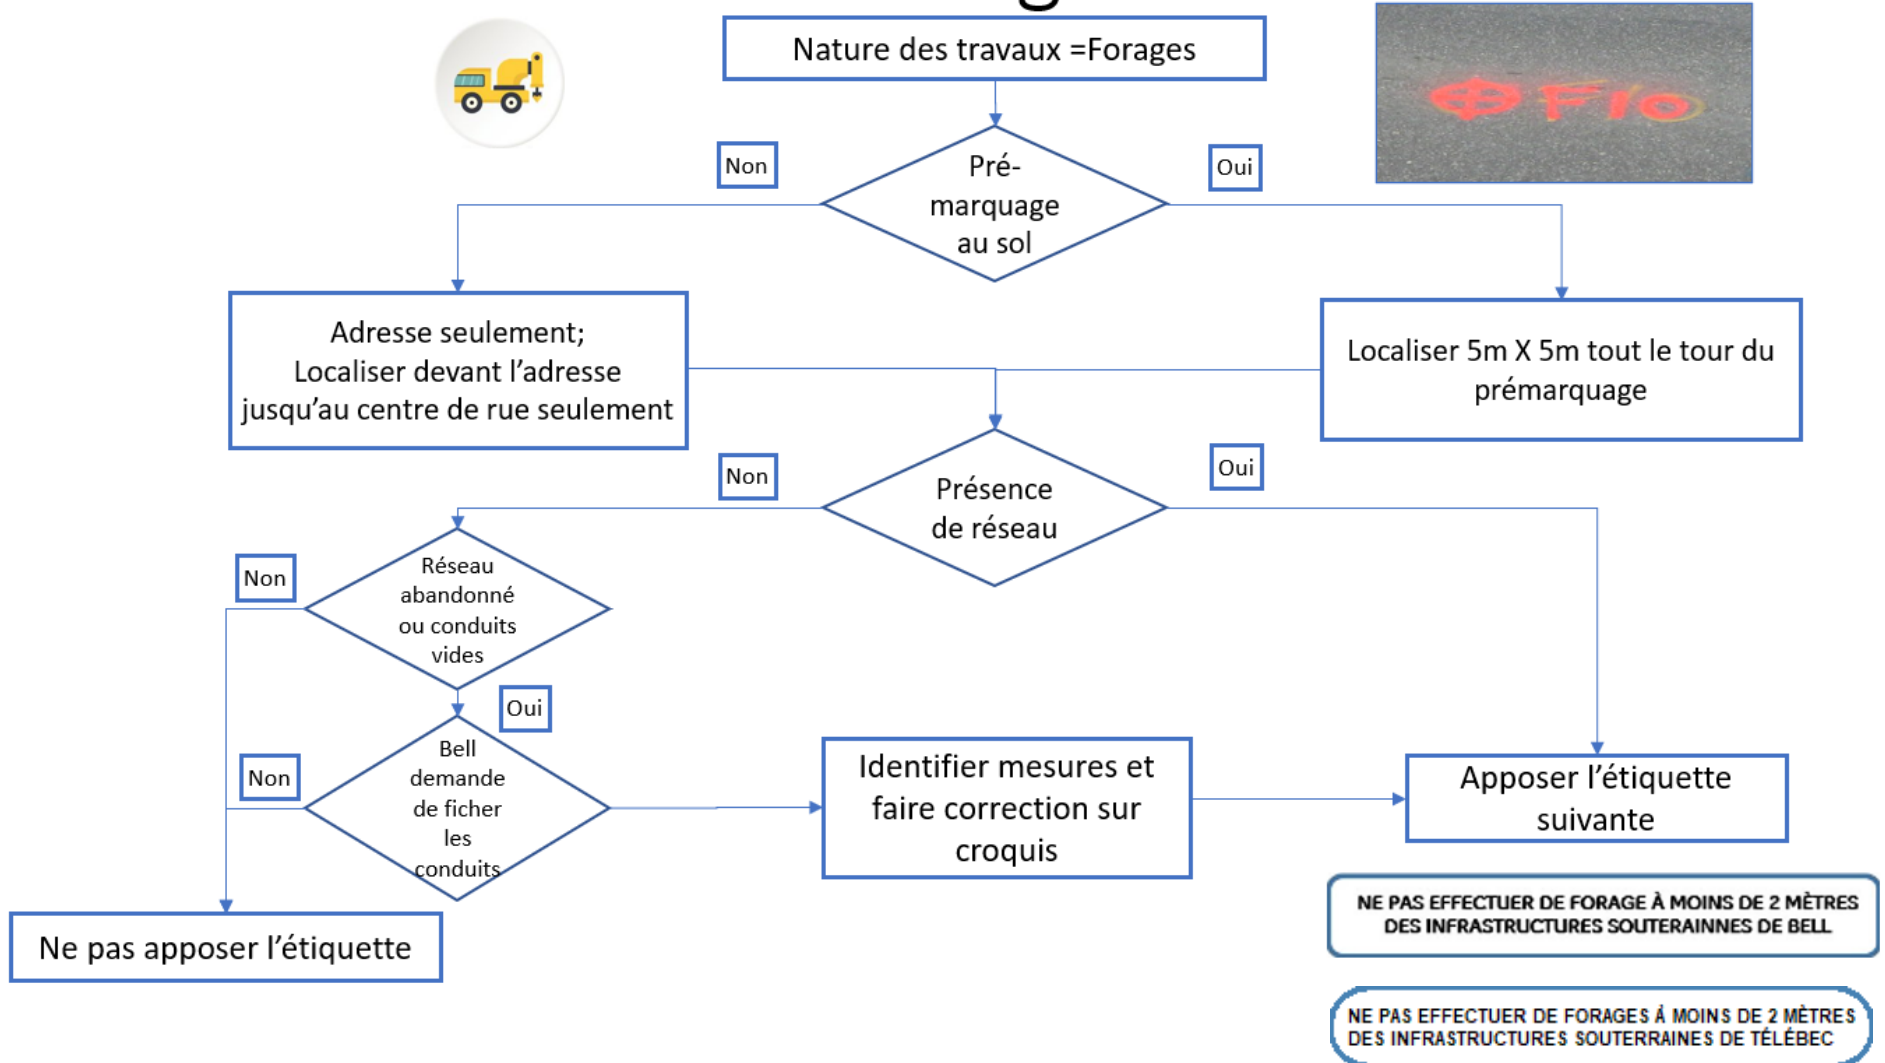 Nature des travaux =Forages
Non
Pré-
marquage
au sol
Oui
FIO
Adresse seulement;
Localiser devant l'adresse
jusqu'au centre de rue seulement
Localiser 5m X 5m tout le tour du
prémarquage
Non
Présence
de réseau
Oui
Non
Réseau
abandonné
ou conduits
vides
Oui
Non
Bell
demande
de ficher
les
conduits
Identifier mesures et
faire correction sur
croquis
Apposer l'étiquette
suivante
Ne pas apposer l'étiquette
NE PAS EFFECTUER DE FORAGE À MOINS DE 2 MÈTRES
DES INFRASTRUCTURES SOUTERAINNES DE BELL
NE PAS EFFECTUER DE FORAGES À MOINS DE 2 MÈTRES
DES INFRASTRUCTURES SOUTERRAINES DE TÉLÉBEC